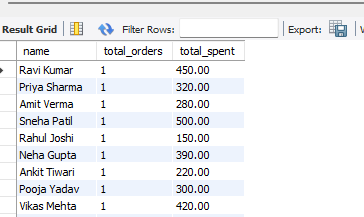 Result Grid Filter Rows: Export:
name total_orders total_spent
Ravi Kumar 1 450.00
Priya Sharma 1 320.00
Amit Verma 1 280.00
Sneha Patil 1 500.00
Rahul Joshi 1 150.00
Neha Gupta 1 390.00
Ankit Tiwari 1 220.00
Pooja Yadav 1 300.00
Vikas Mehta 1 420.00